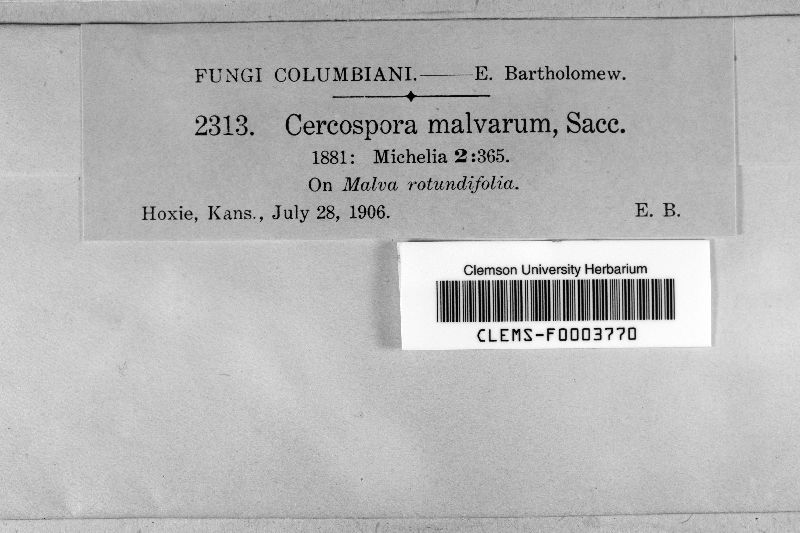 FUNGI COLUMBIANI.——E. Bartholomew.
2313. Cercospora malvarum, Sacc.
1881: Michelia 2:365.
On Malva rotundifolia.
Hoxie, Kans., July 28, 1906. E. B.
Clemson University Herbarium
CLEMS-F0003770